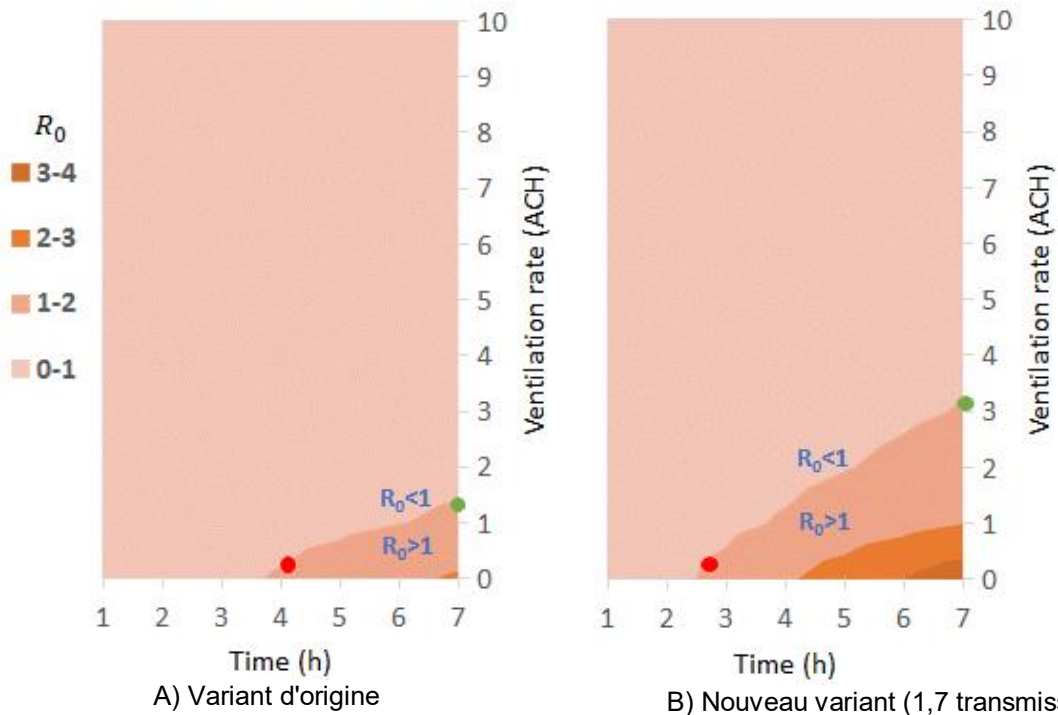 R₀
3-4
2-3
1-2
0-1
10
9
8
7
6
5
4
3
2
1
0
Ventilation rate (ACH)
R₀<1
R₀>1
1 2 3 4 5 6 7
Time (h)
A) Variant d'origine
10
9
8
7
6
5
4
3
2
1
0
Ventilation rate (ACH)
R₀<1
R₀>1
1 2 3 4 5 6 7
Time (h)
B) Nouveau variant (1,7 transmis